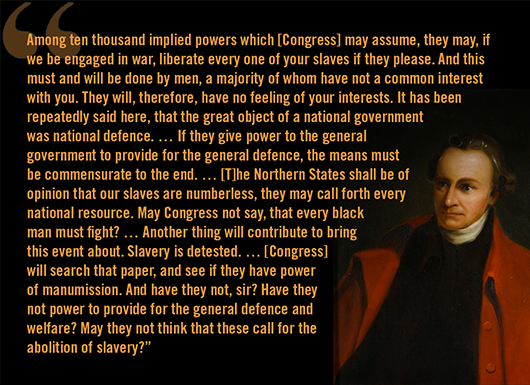 “
Among ten thousand implied powers which [Congress] may assume, they may, if
we be engaged in war, liberate every one of your slaves if they please. And this
must and will be done by men, a majority of whom have not a common interest
with you. They will, therefore, have no feeling of your interests. It has been
repeatedly said here, that the great object of a national government
was national defence. … If they give power to the general
government to provide for the general defence, the means must
be commensurate to the end. … [T]he Northern States shall be of
opinion that our slaves are numberless, they may call forth every
national resource. May Congress not say, that every black
man must fight? … Another thing will contribute to bring
this event about. Slavery is detested. … [Congress]
will search that paper, and see if they have power
of manumission. And have they not, sir? Have they
not power to provide for the general defence and
welfare? May they not think that these call for the
abolition of slavery?”